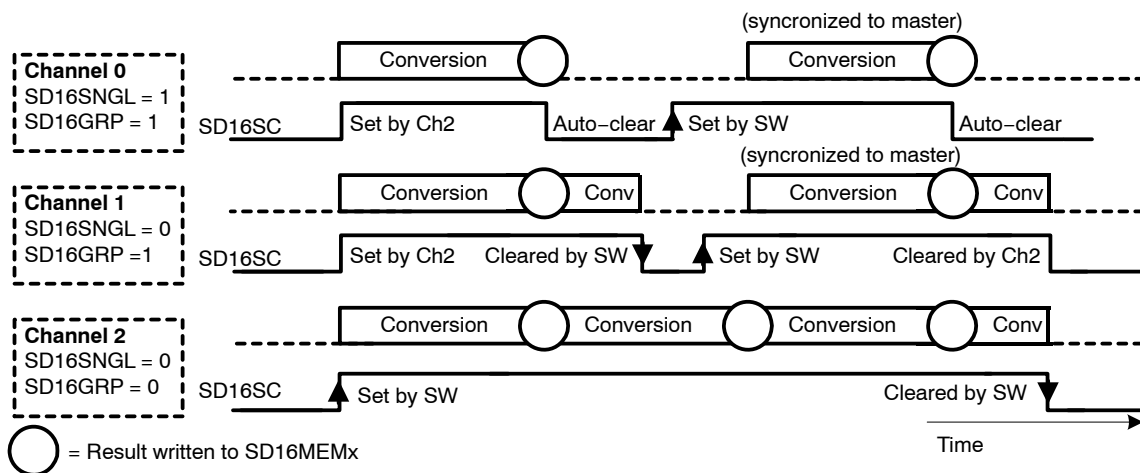 (syncronized to master)
Conversion
Conversion
Channel 0
SD16SNGL = 1
SD16GRP = 1
SD16SC
Set by Ch2
Auto−clear
Set by SW
Auto−clear
(syncronized to master)
Conversion
Conv
Conversion
Conv
Channel 1
SD16SNGL = 0
SD16GRP =1
SD16SC
Set by Ch2
Cleared by SW
Set by SW
Cleared by Ch2
Conversion
Conversion
Conversion
Conv
Channel 2
SD16SNGL = 0
SD16GRP = 0
SD16SC
Set by SW
Cleared by SW
= Result written to SD16MEMx
Time